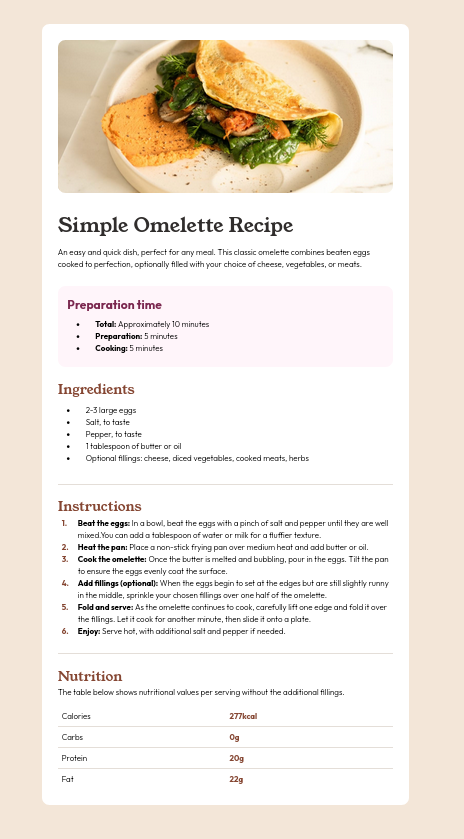 Simple Omelette Recipe
An easy and quick dish, perfect for any meal. This classic omelette combines beaten eggs
cooked to perfection, optionally filled with your choice of cheese, vegetables, or meats.
Preparation time
• Total: Approximately 10 minutes
• Preparation: 5 minutes
• Cooking: 5 minutes
Ingredients
• 2-3 large eggs
• Salt, to taste
• Pepper, to taste
• 1 tablespoon of butter or oil
• Optional fillings: cheese, diced vegetables, cooked meats, herbs
Instructions
1. Beat the eggs: In a bowl, beat the eggs with a pinch of salt and pepper until they are well
mixed.You can add a tablespoon of water or milk for a fluffier texture.
2. Heat the pan: Place a non-stick frying pan over medium heat and add butter or oil.
3. Cook the omelette: Once the butter is melted and bubbling, pour in the eggs. Tilt the pan
to ensure the eggs evenly coat the surface.
4. Add fillings (optional): When the eggs begin to set at the edges but are still slightly runny
in the middle, sprinkle your chosen fillings over one half of the omelette.
5. Fold and serve: As the omelette continues to cook, carefully lift one edge and fold it over
the fillings. Let it cook for another minute, then slide it onto a plate.
6. Enjoy: Serve hot, with additional salt and pepper if needed.
Nutrition
The table below shows nutritional values per serving without the additional fillings.
Calories 277kcal
Carbs 0g
Protein 20g
Fat 22g